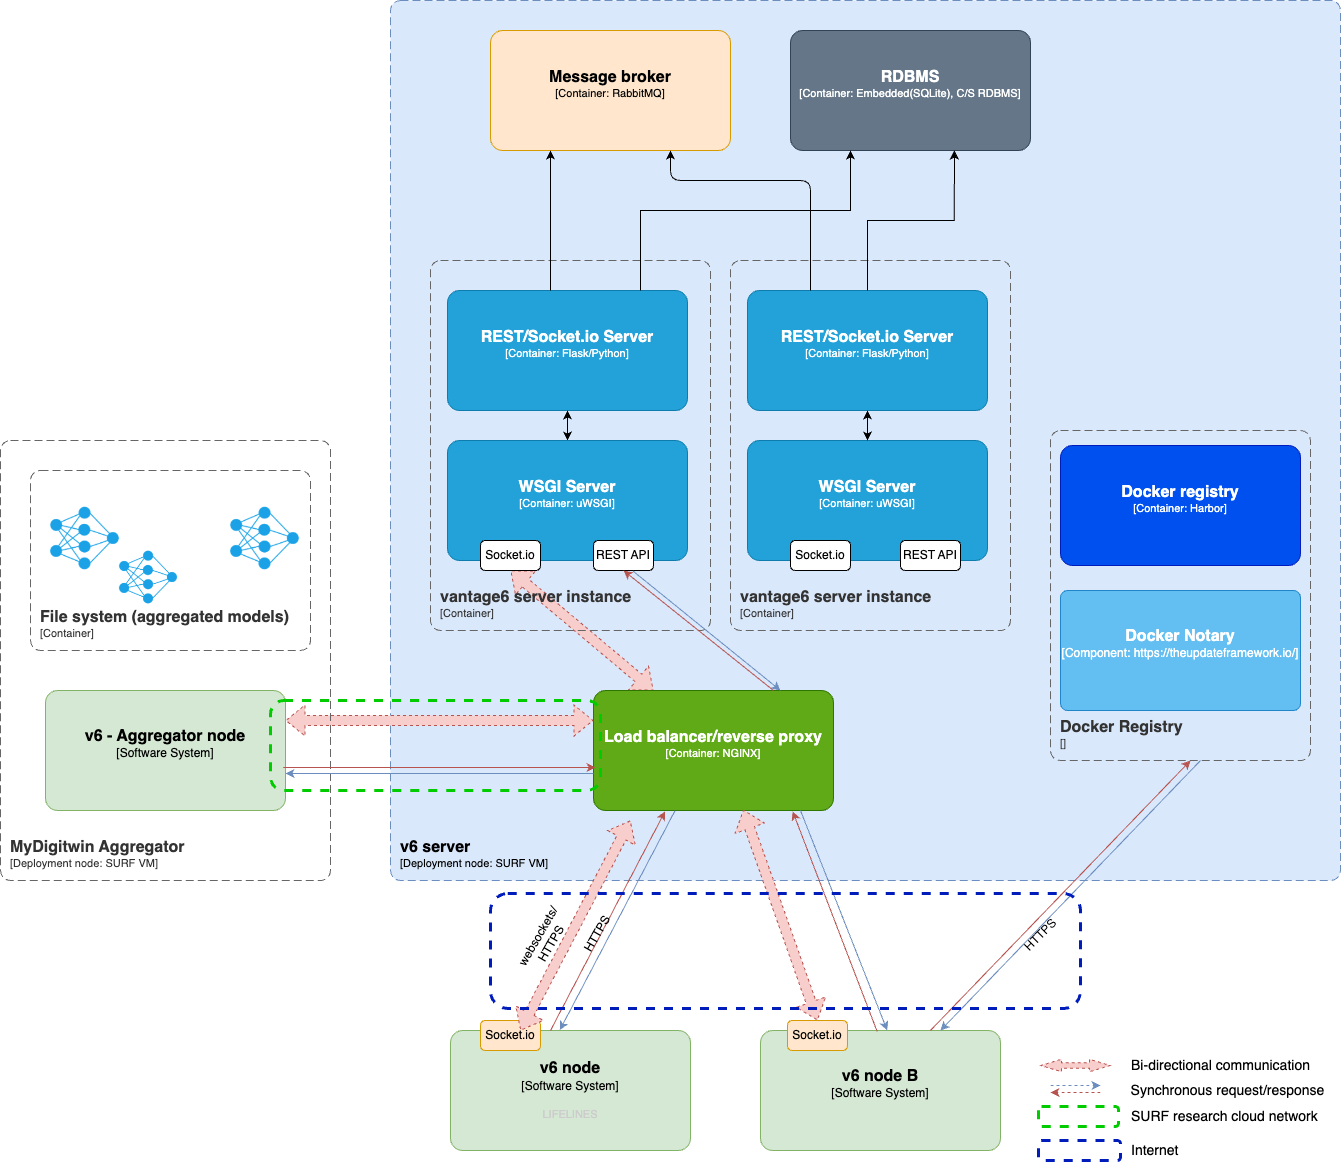 Message broker
[Container: RabbitMQ]
RDBMS
[Container: Embedded(SQLite), C/S RDBMS]
REST/Socket.io Server
[Container: Flask/Python]
REST/Socket.io Server
[Container: Flask/Python]
WSGI Server
[Container: uWSGI]
Socket.io
REST API
vantage6 server instance
[Container]
WSGI Server
[Container: uWSGI]
Socket.io
REST API
vantage6 server instance
[Container]
Docker registry
[Container: Harbor]
Docker Notary
[Component: https://theupdateframework.io/]
Docker Registry
[]
File system (aggregated models)
[Container]
v6 - Aggregator node
[Software System]
MyDigitwin Aggregator
[Deployment node: SURF VM]
Load balancer/reverse proxy
[Container: NGINX]
v6 server
[Deployment node: SURF VM]
websockets/
HTTPS
HTTPS
HTTPS
Socket.io
v6 node
[Software System]
LIFELINES
Socket.io
v6 node B
[Software System]
Bi-directional communication
Synchronous request/response
SURF research cloud network
Internet